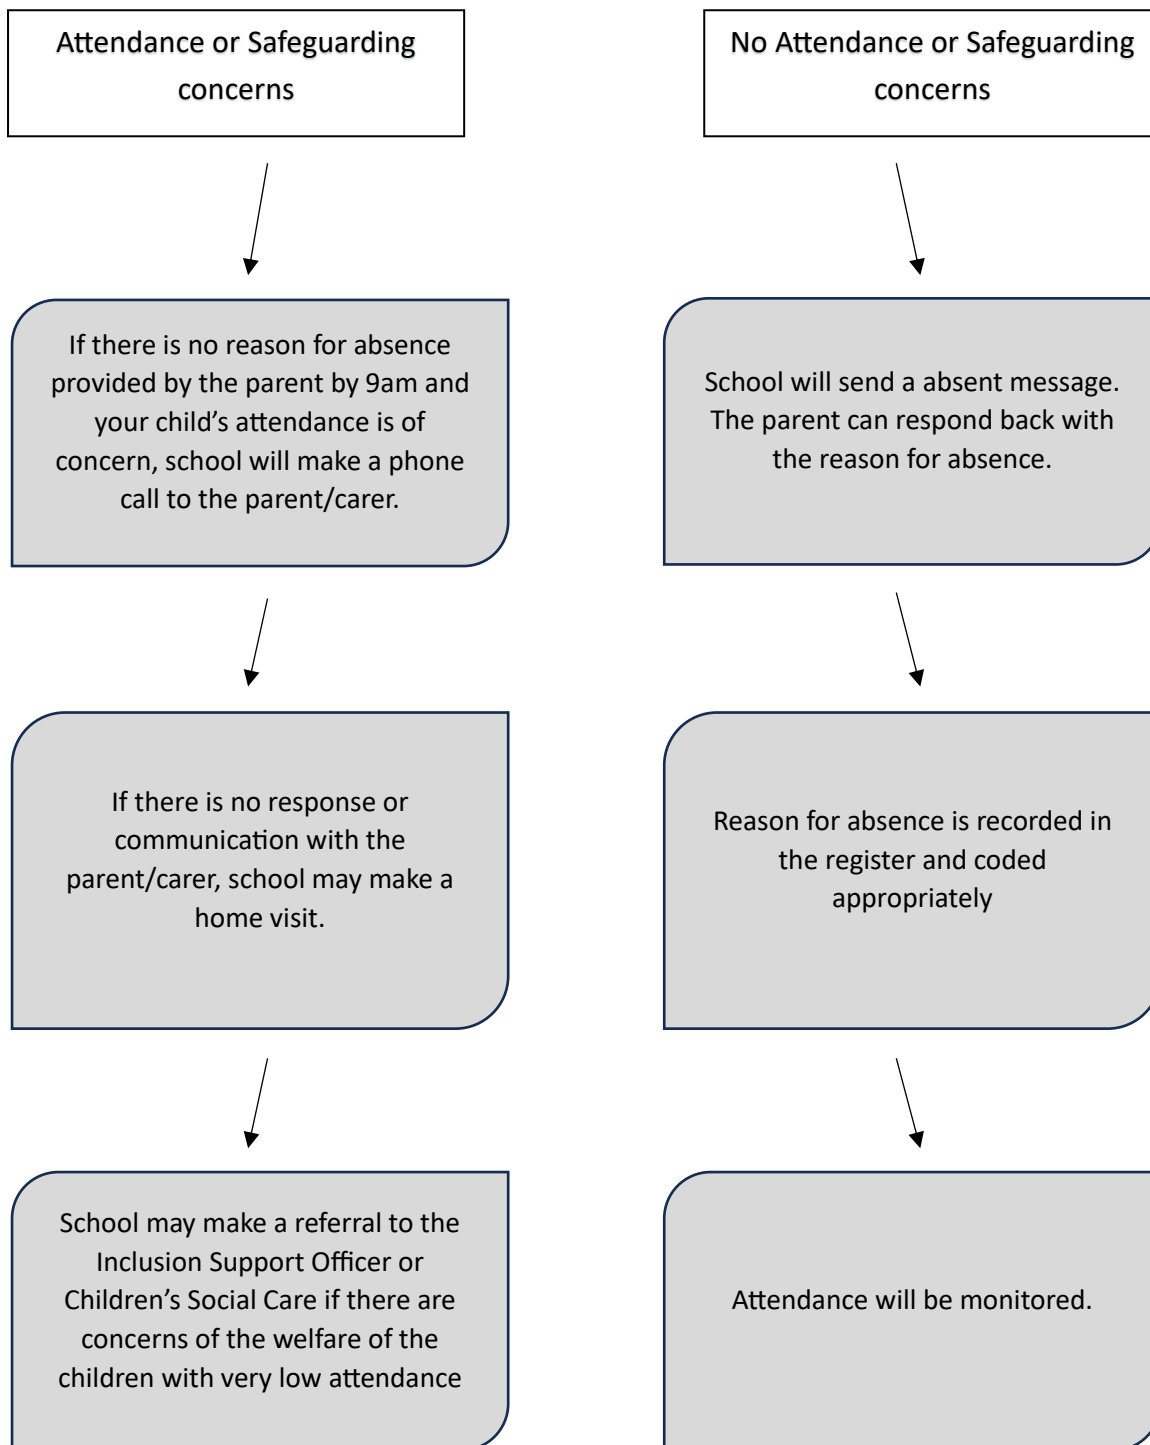 Attendance or Safeguarding
concerns
No Attendance or Safeguarding
concerns
If there is no reason for absence
provided by the parent by 9am and
your child’s attendance is of
concern, school will make a phone
call to the parent/carer.
School will send a absent message.
The parent can respond back with
the reason for absence.
If there is no response or
communication with the
parent/carer, school may make a
home visit.
Reason for absence is recorded in
the register and coded
appropriately
School may make a referral to the
Inclusion Support Officer or
Children’s Social Care if there are
concerns of the welfare of the
children with very low attendance
Attendance will be monitored.